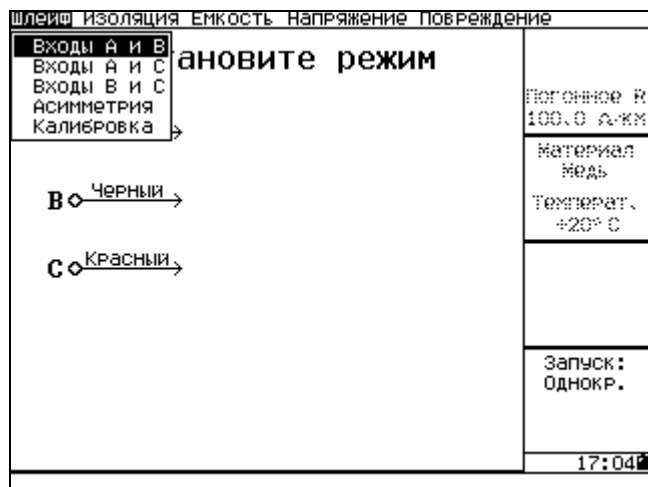 Шлейф Изоляция Емкость Напряжение Повреждение
Входы А и В
Входы А и С
Входы В и С
Асимметрия
Калибровка
ановите режим
В Черный
С Красный
Погонное R
100.0 Ω/км
Материал
Медь
Температ.
+20° C
Запуск:
Однокр.
17:04